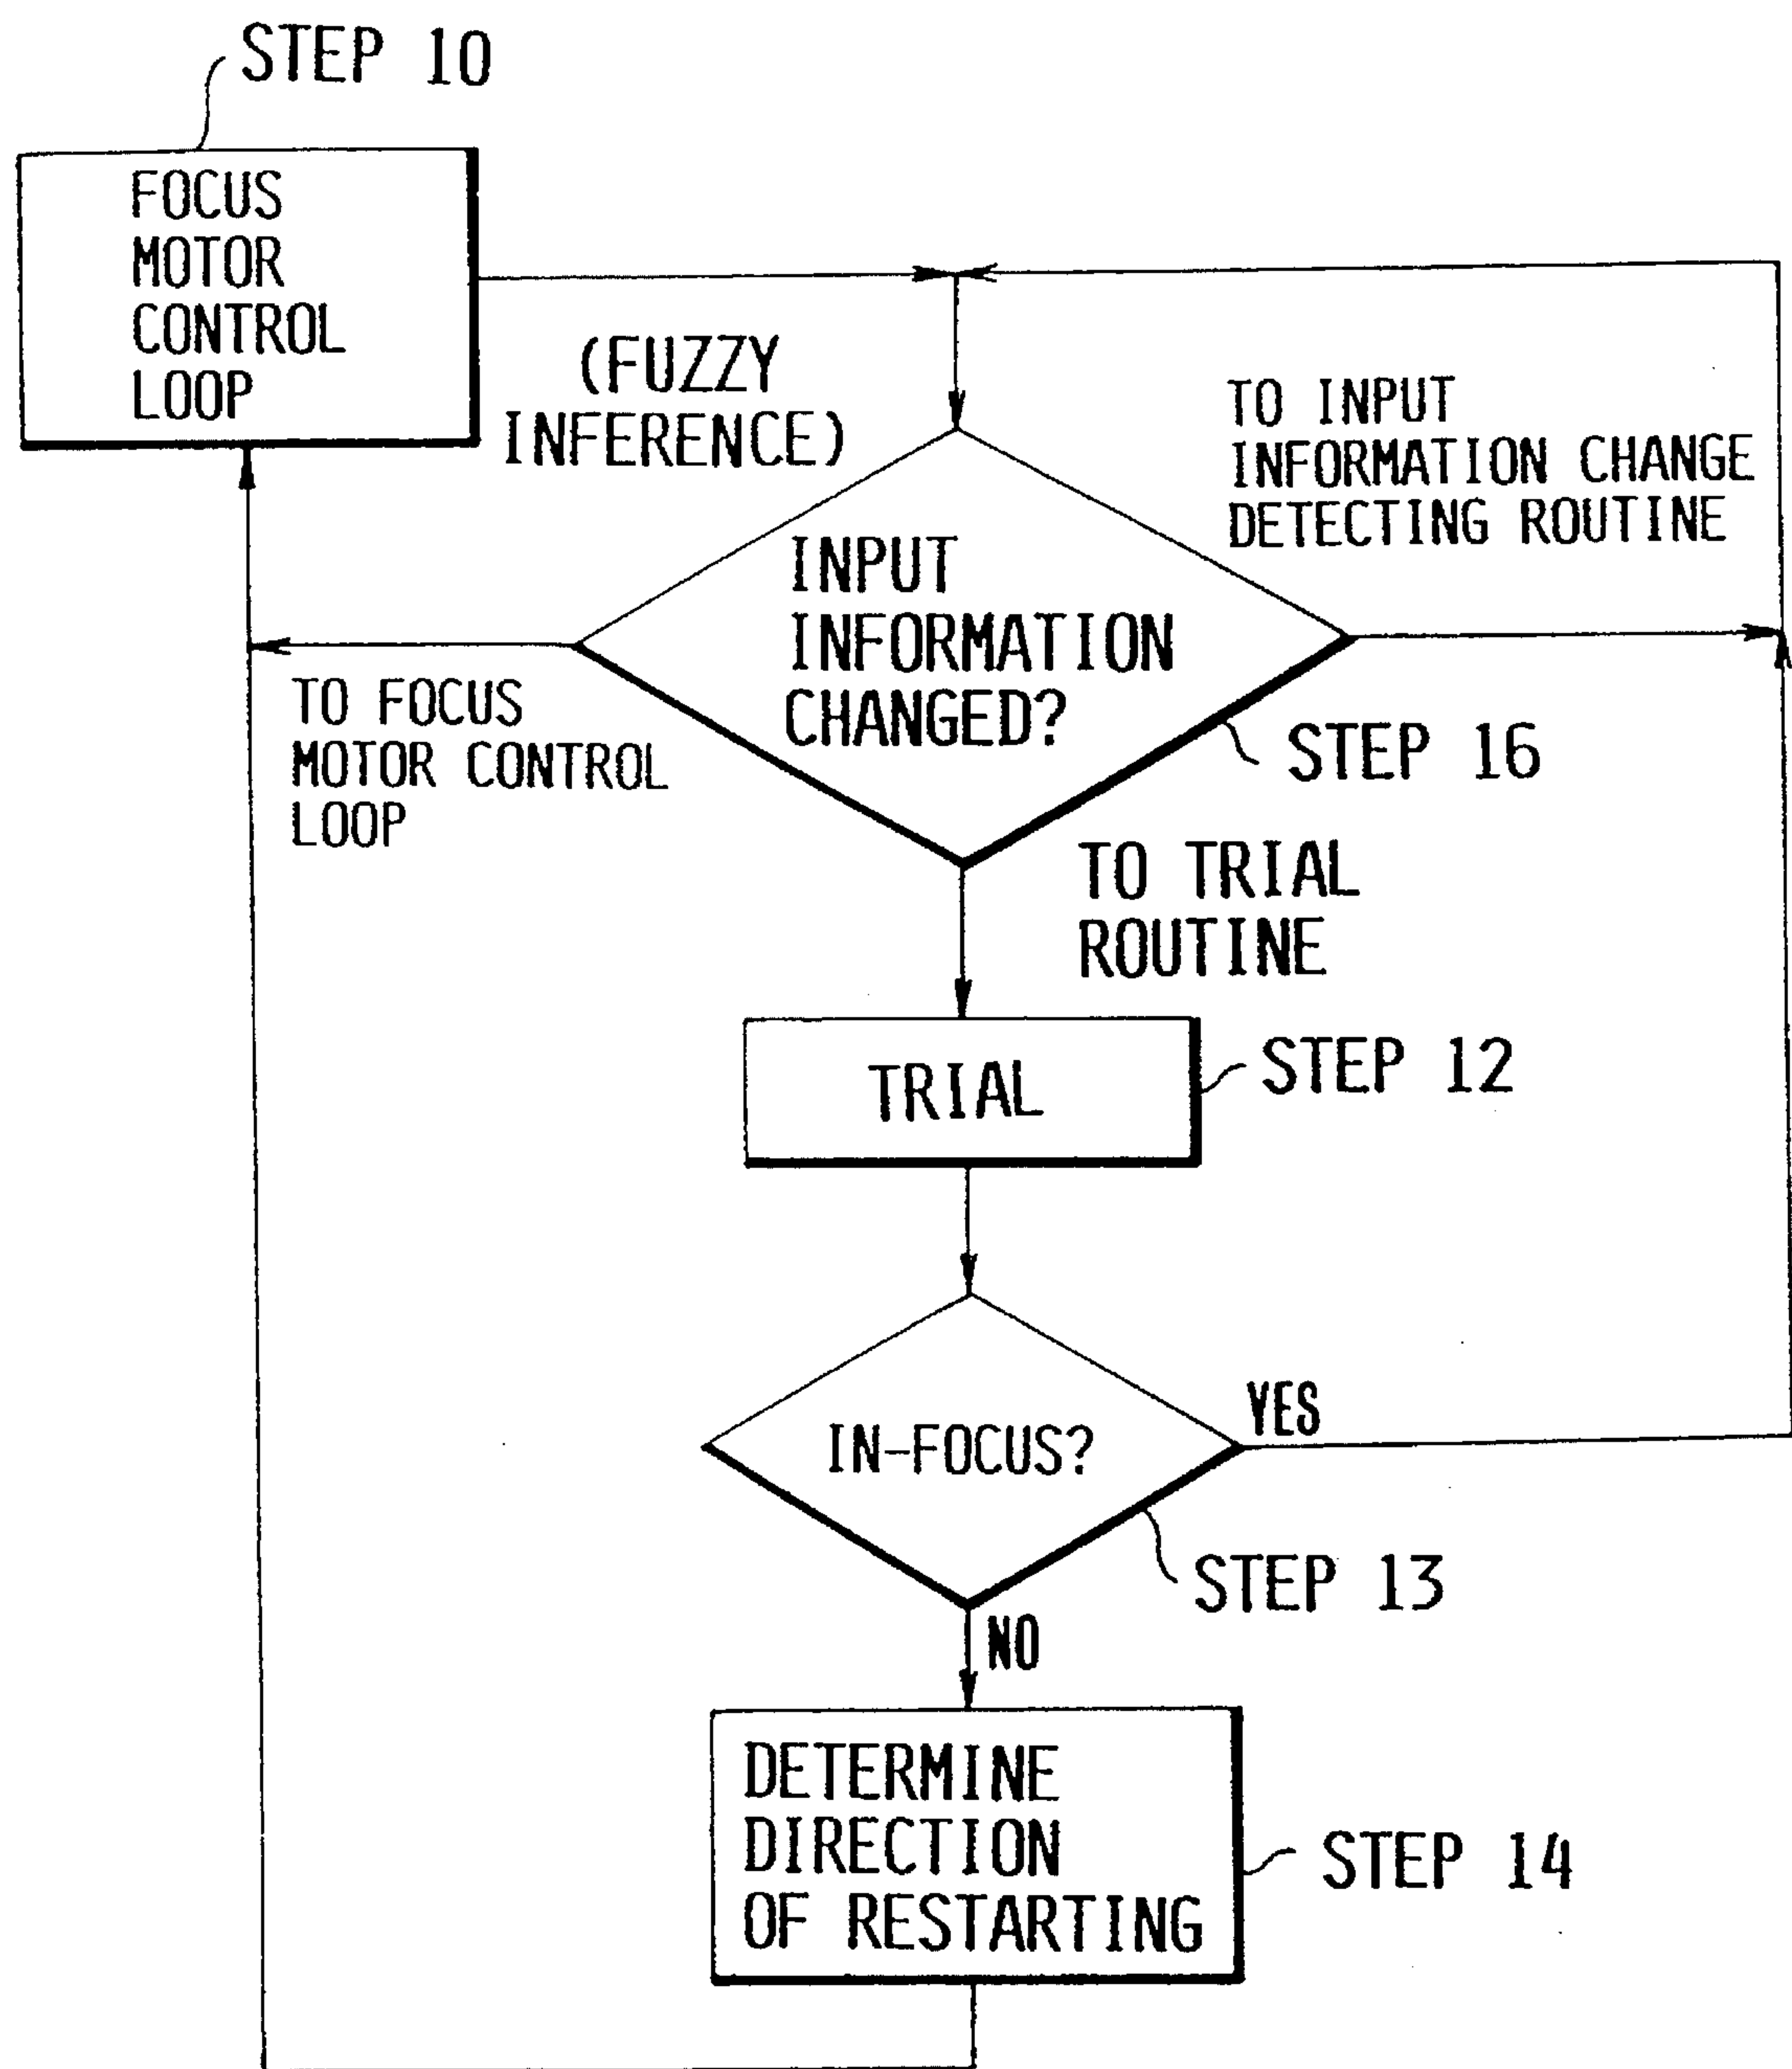 STEP 10
FOCUS
MOTOR
CONTROL
LOOP
(FUZZY
INFERENCE)
TO INPUT
INFORMATION CHANGE
DETECTING ROUTINE
INPUT
INFORMATION
CHANGED?
TO FOCUS
MOTOR CONTROL
LOOP
STEP 16
TO TRIAL
ROUTINE
TRIAL
STEP 12
IN-FOCUS?
YES
STEP 13
NO
DETERMINE
DIRECTION
OF RESTARTING
STEP 14